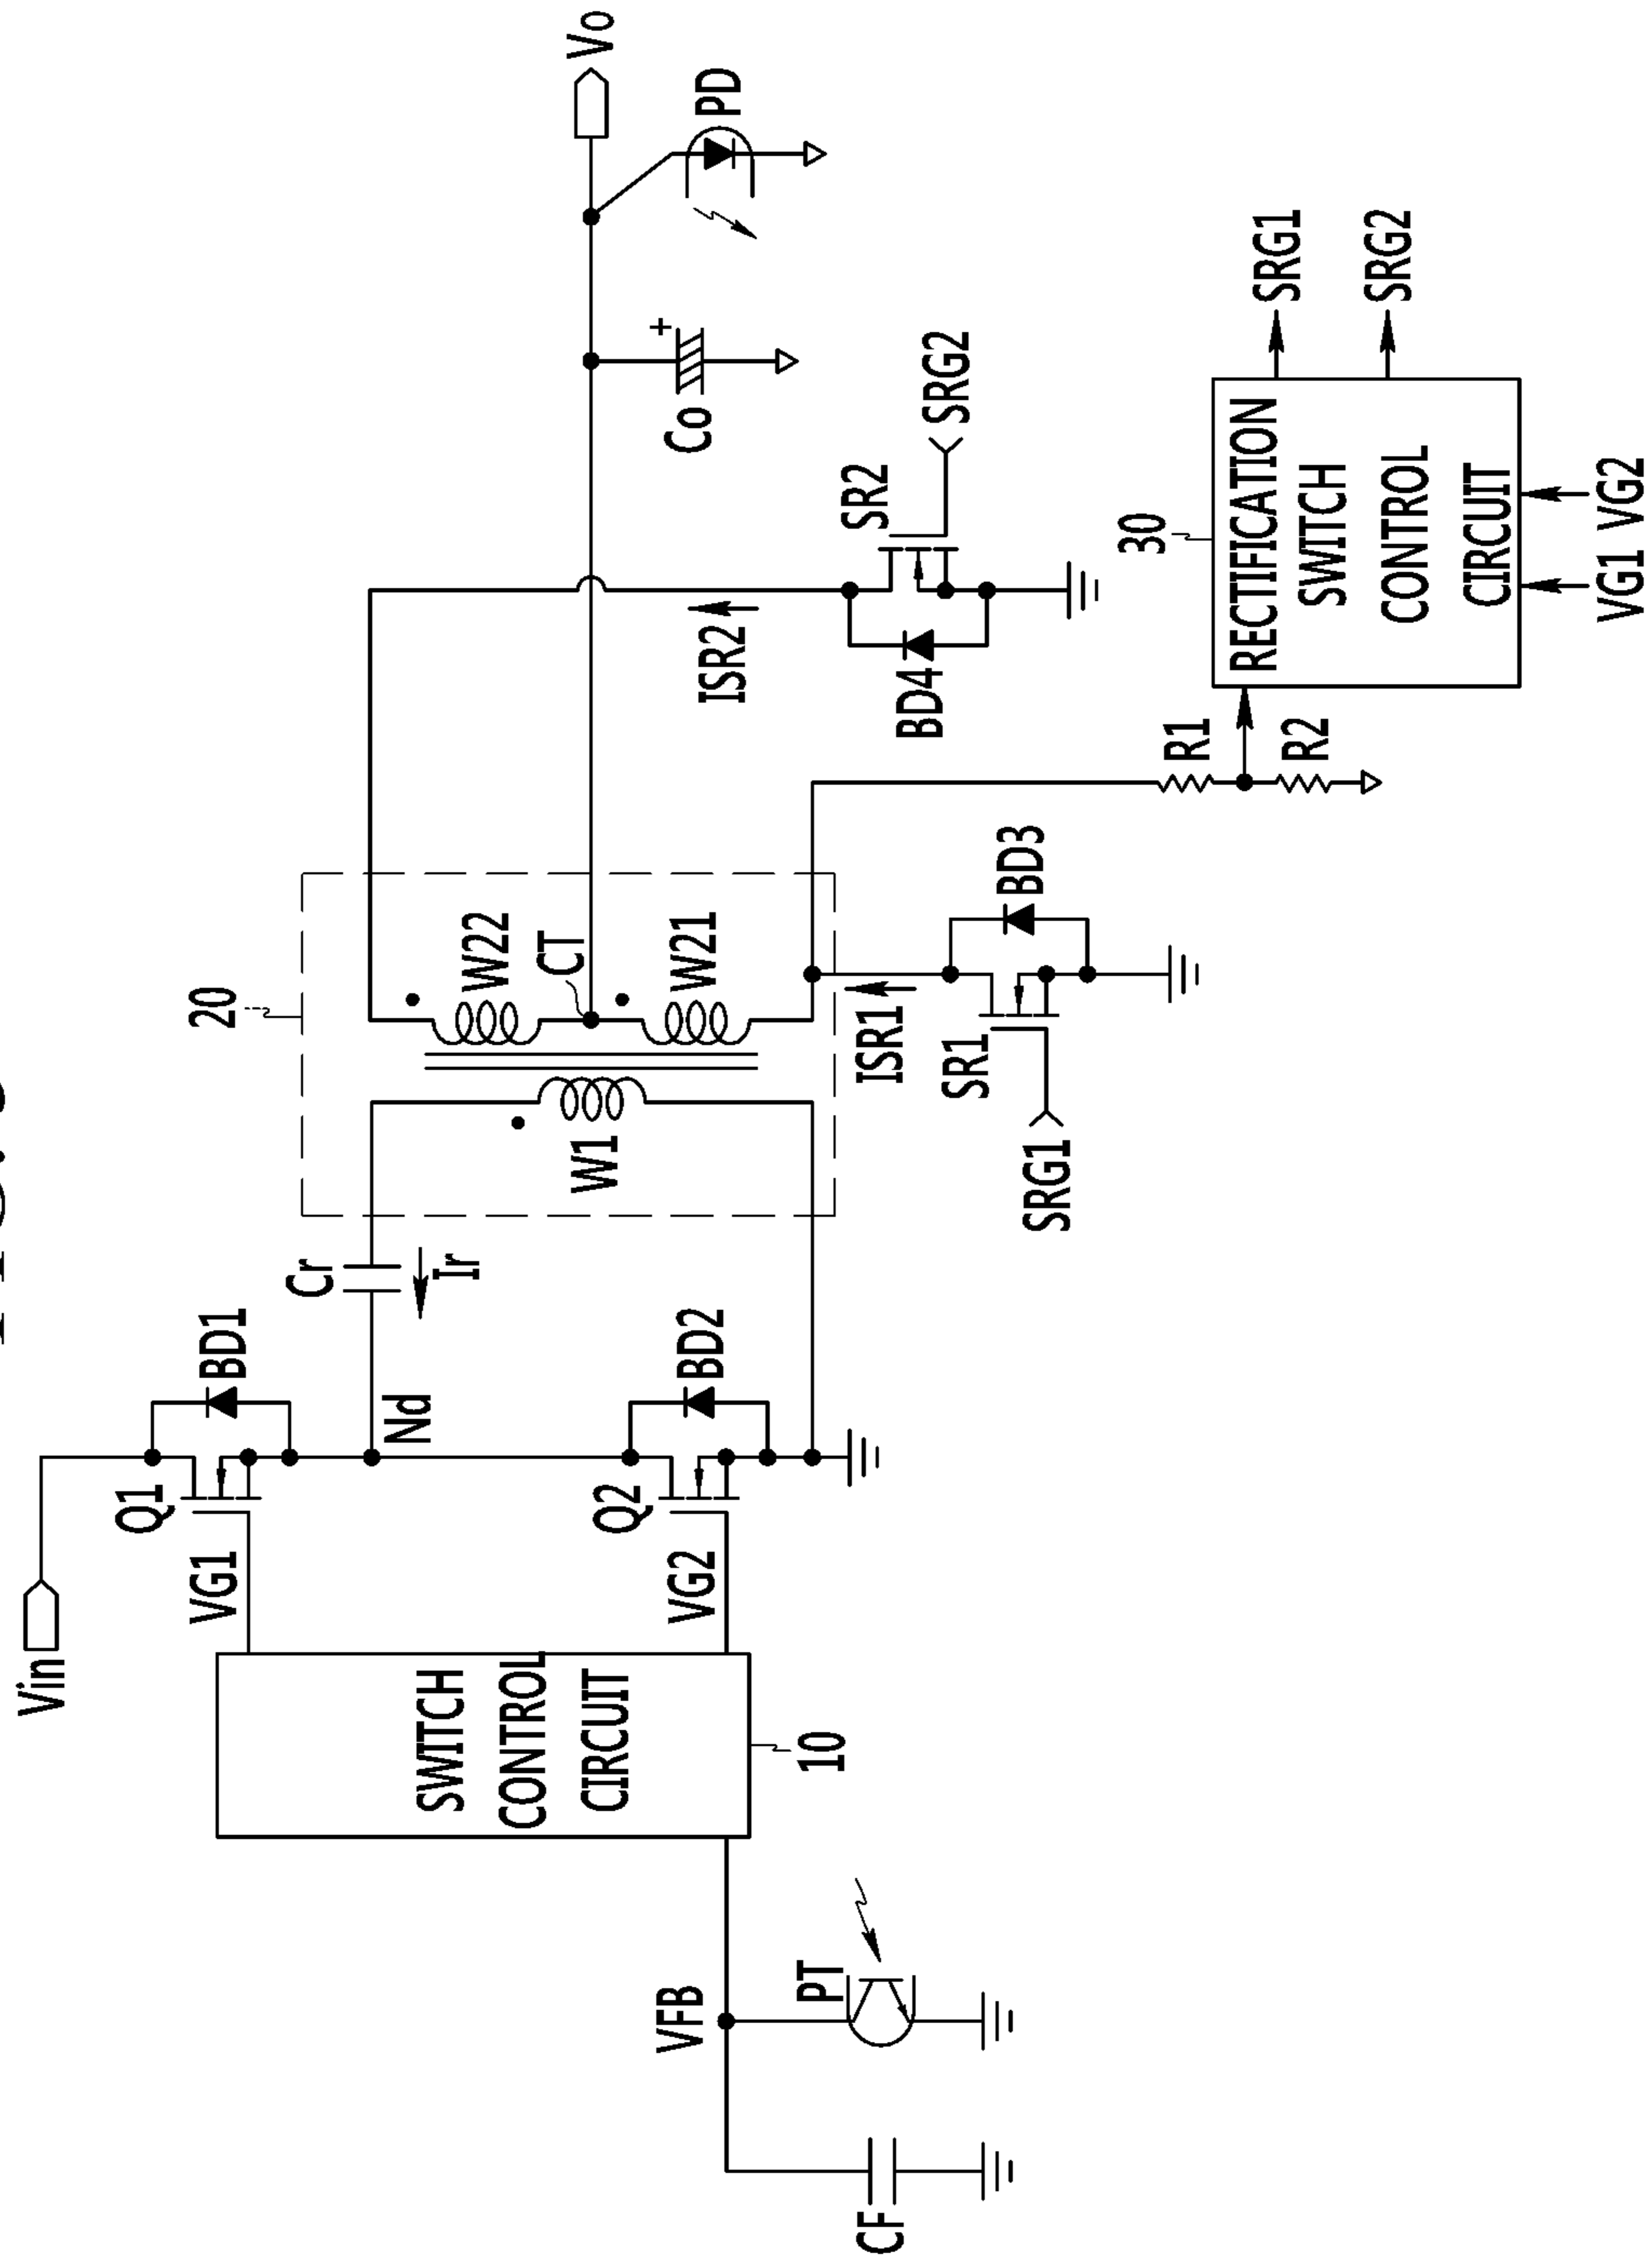 Vin
Q1
BD1
VG1
20
Cr
Ir
Nd
SWITCH
CONTROL
CIRCUIT
10
W22
CT
W1
W21
Vo
Co
+
PD
Q2
BD2
VG2
VFB
PT
CF
ISR2
SR2
SRG2
BD4
ISR1
SR1
BD3
SRG1
30
R1
R2
RECTIFICATION
SWITCH
CONTROL
CIRCUIT
SRG1
SRG2
VG1 VG2